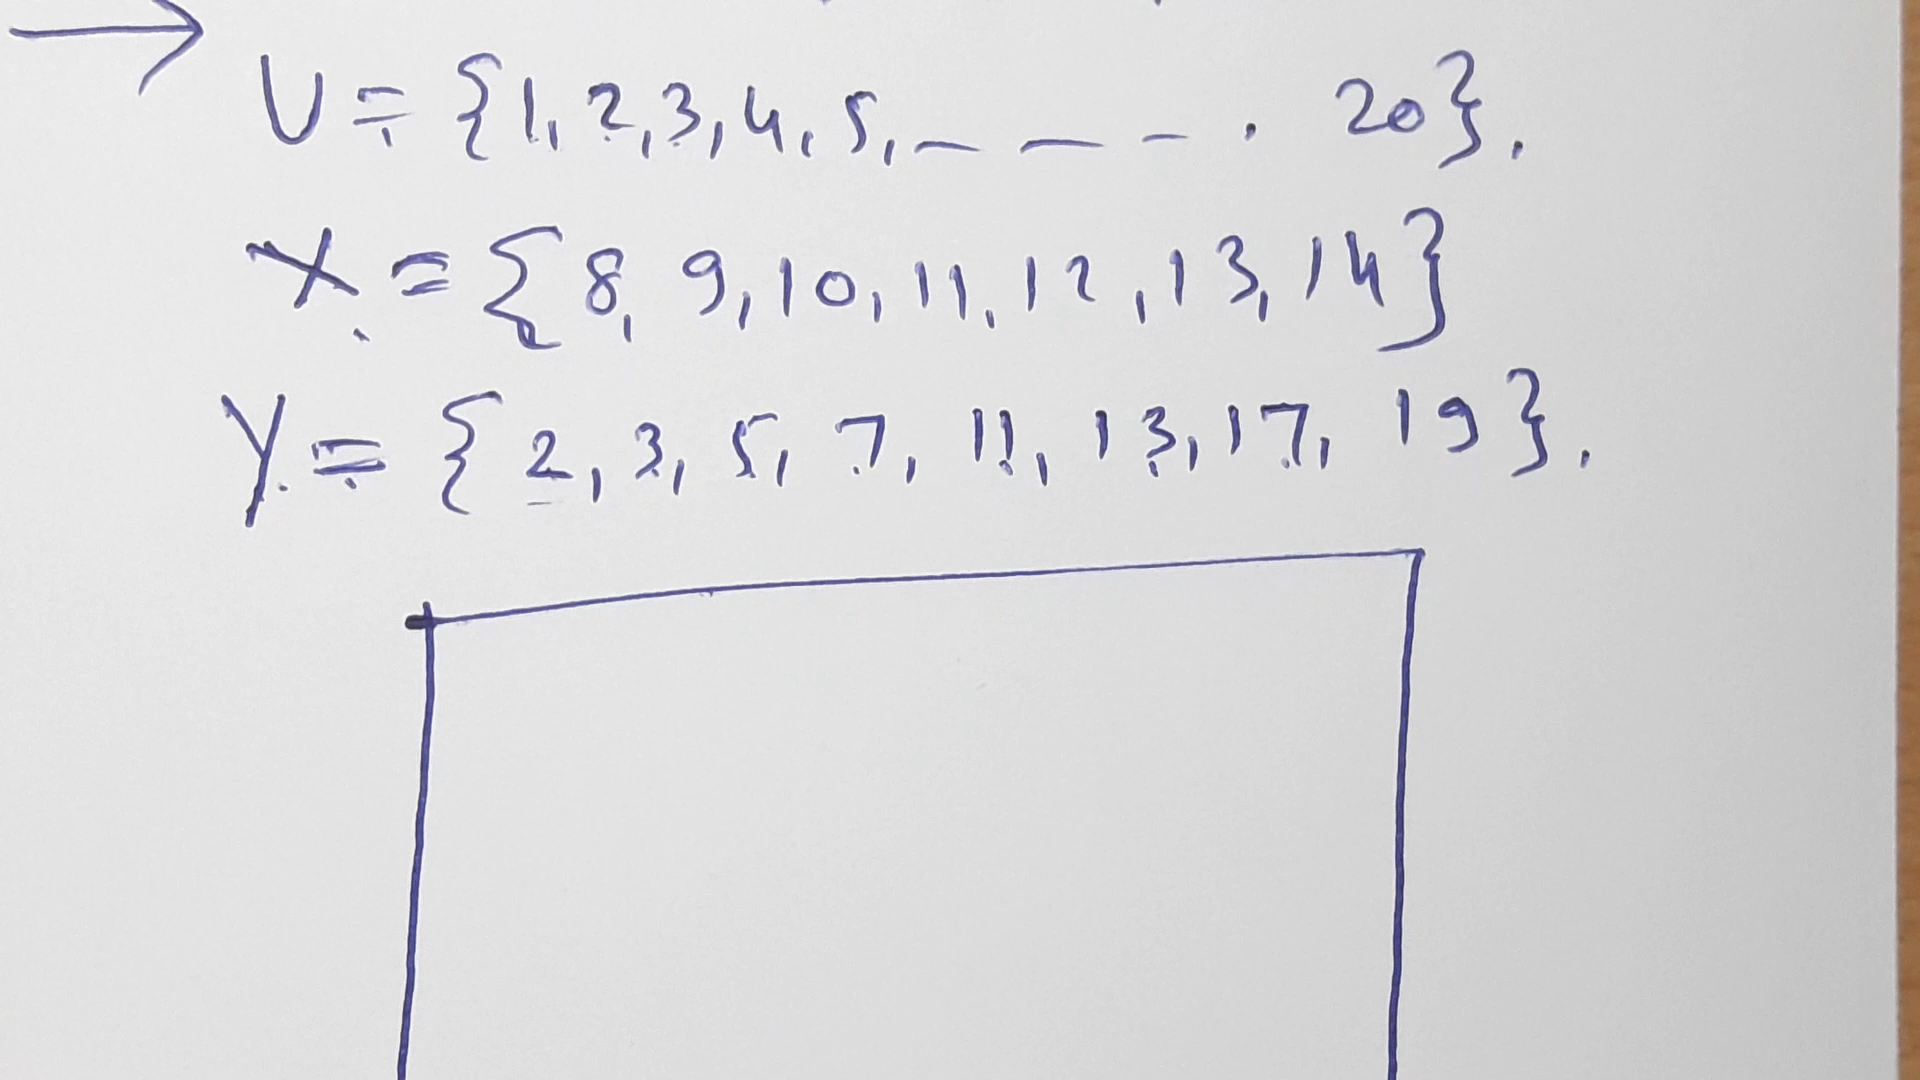 U = {1, 2, 3, 4, 5, _ _ _ . 20}.
X = {8, 9, 10, 11, 12, 13, 14}
Y = {2, 3, 5, 7, 11, 13, 17, 19}.